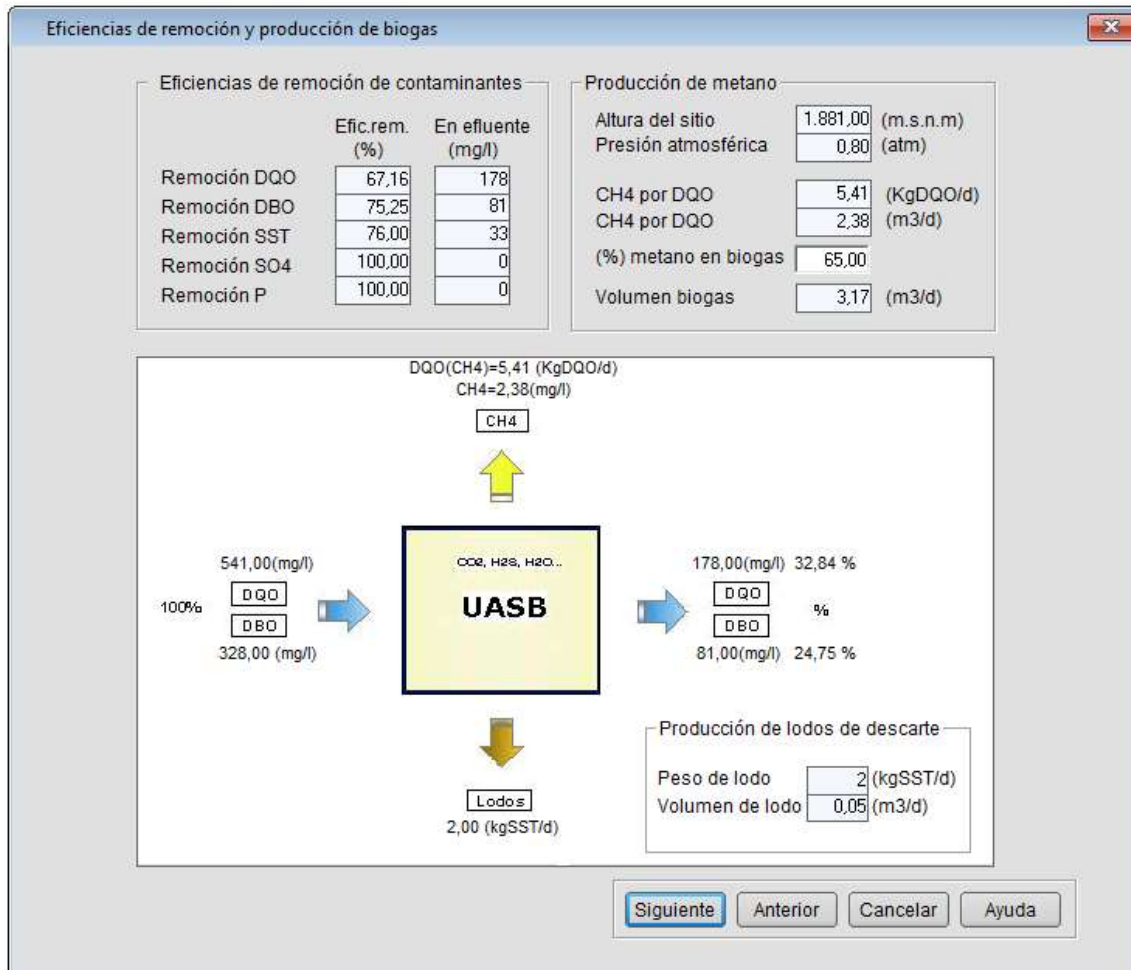 Eficiencias de remoción y producción de biogas
Eficiencias de remoción de contaminantes
Efic.rem. En efluente
(%) (mg/l)
Remoción DQO 67,16 178
Remoción DBO 75,25 81
Remoción SST 76,00 33
Remoción SO4 100,00 0
Remoción P 100,00 0
Producción de metano
Altura del sitio 1.881,00 (m.s.n.m)
Presión atmosférica 0,80 (atm)
CH4 por DQO 5,41 (KgDQO/d)
CH4 por DQO 2,38 (m3/d)
(%) metano en biogas 65,00
Volumen biogas 3,17 (m3/d)
DQO(CH4)=5,41 (KgDQO/d)
CH4=2,38(mg/l)
CH4
541,00(mg/l)
100%
DQO
DBO
328,00 (mg/l)
CO2, H2S, H2O...
UASB
178,00(mg/l) 32,84 %
DQO
%
DBO
81,00(mg/l) 24,75 %
Lodos
2,00 (kgSST/d)
Producción de lodos de descarte
Peso de lodo 2 (kgSST/d)
Volumen de lodo 0,05 (m3/d)
Siguiente Anterior Cancelar Ayuda